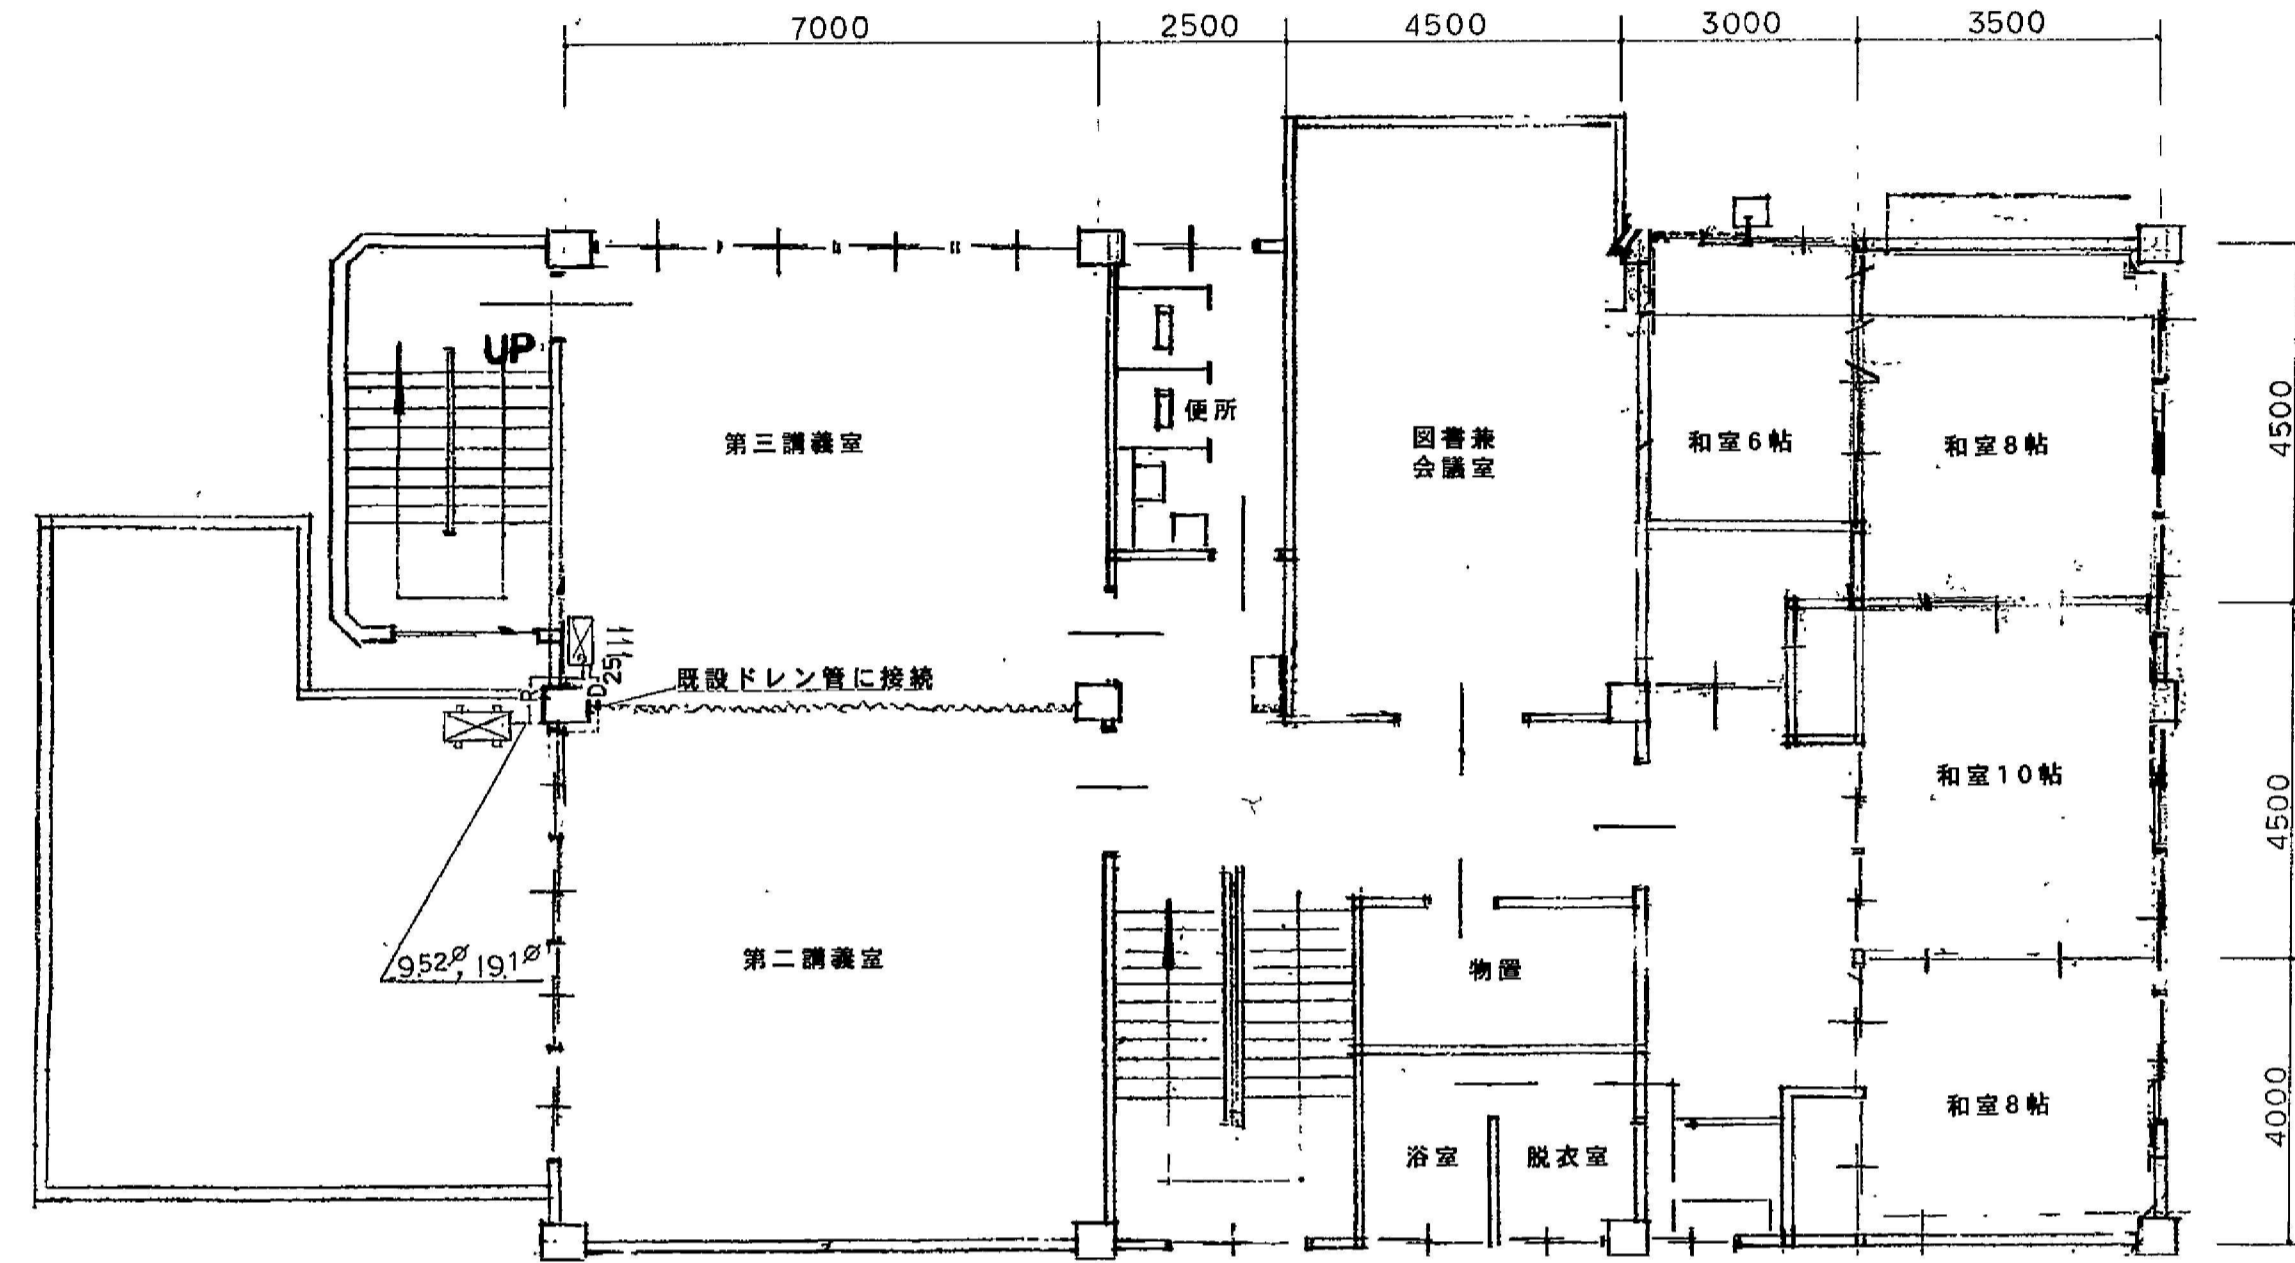 7000
2500
4500
3000
3500
UP
便所
第三講義室
図書兼
会議室
和室6帖
和室8帖
4500
既設ドレン管に接続
R
D
25
和室10帖
4500
第二講義室
9.52ø, 19.1ø
物置
浴室
脱衣室
和室8帖
4000